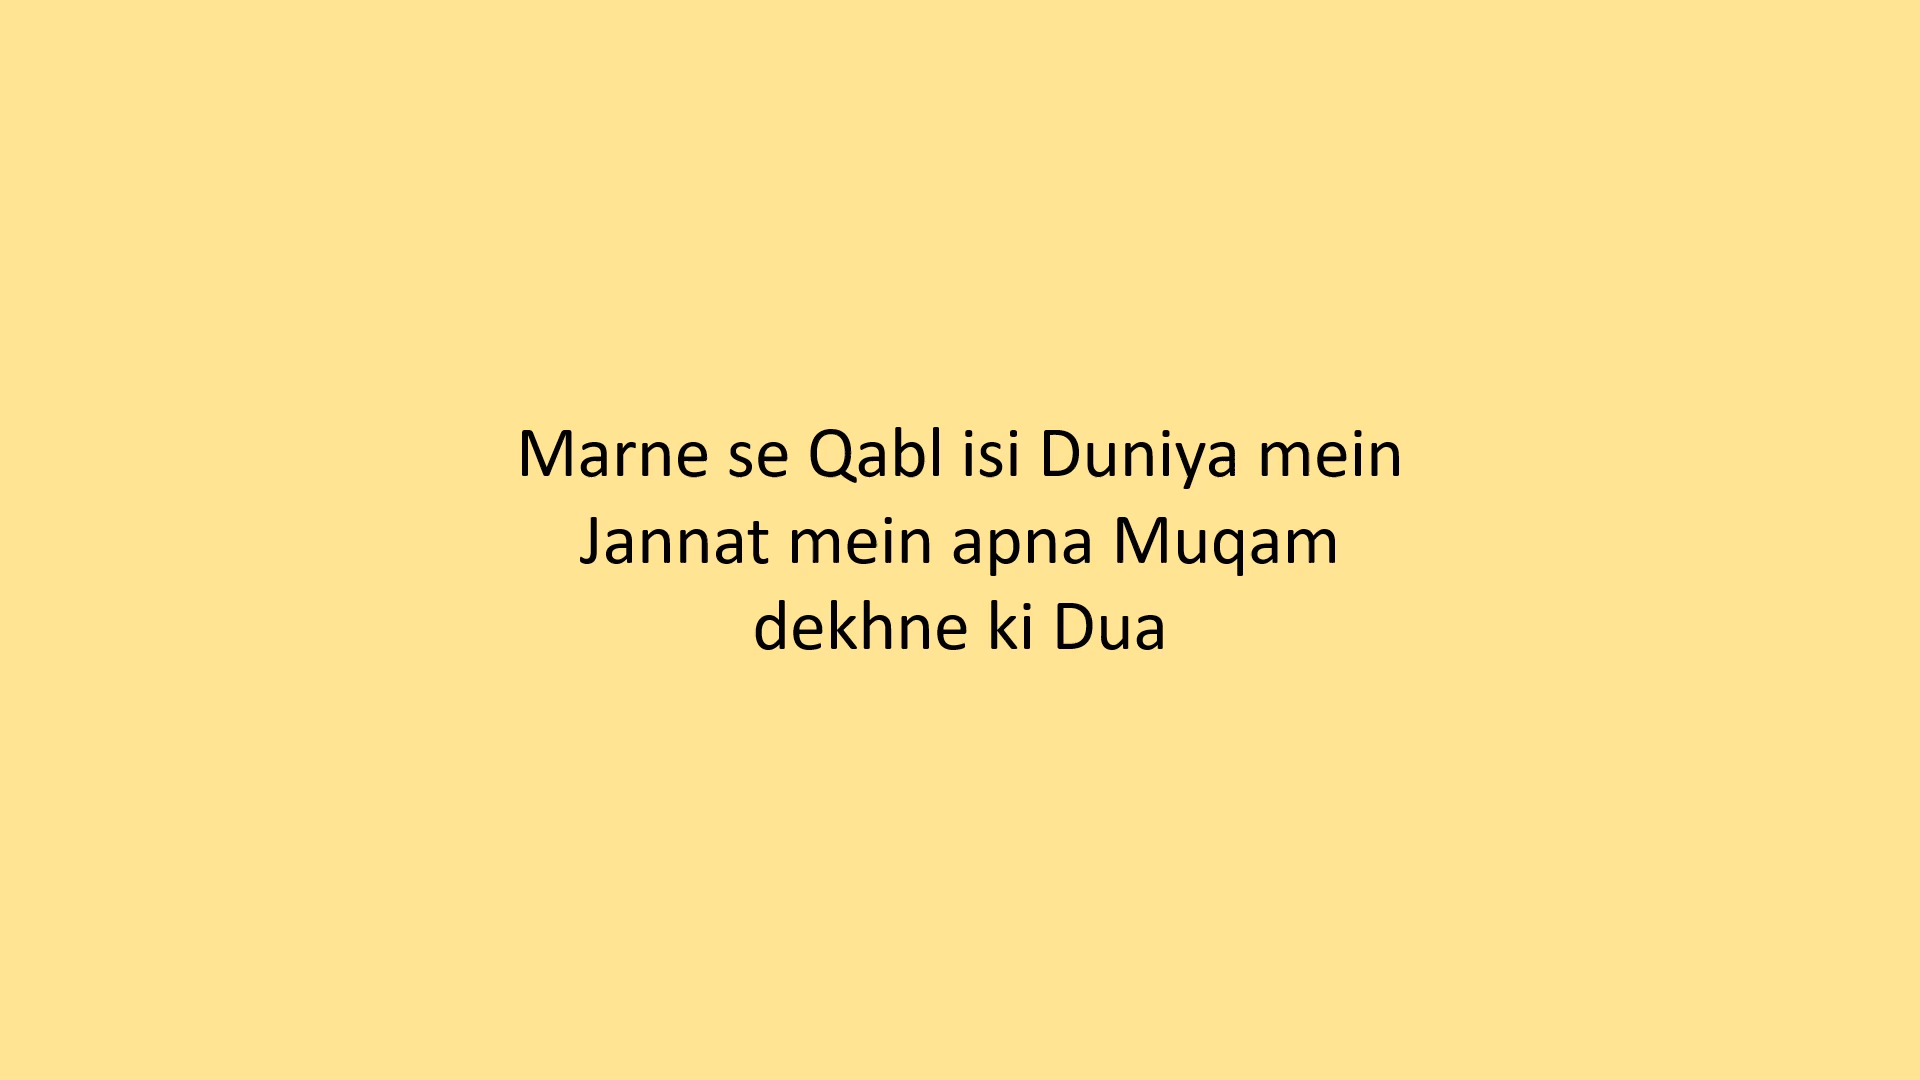 Marne se Qabl isi Duniya mein
Jannat mein apna Muqam
dekhne ki Dua